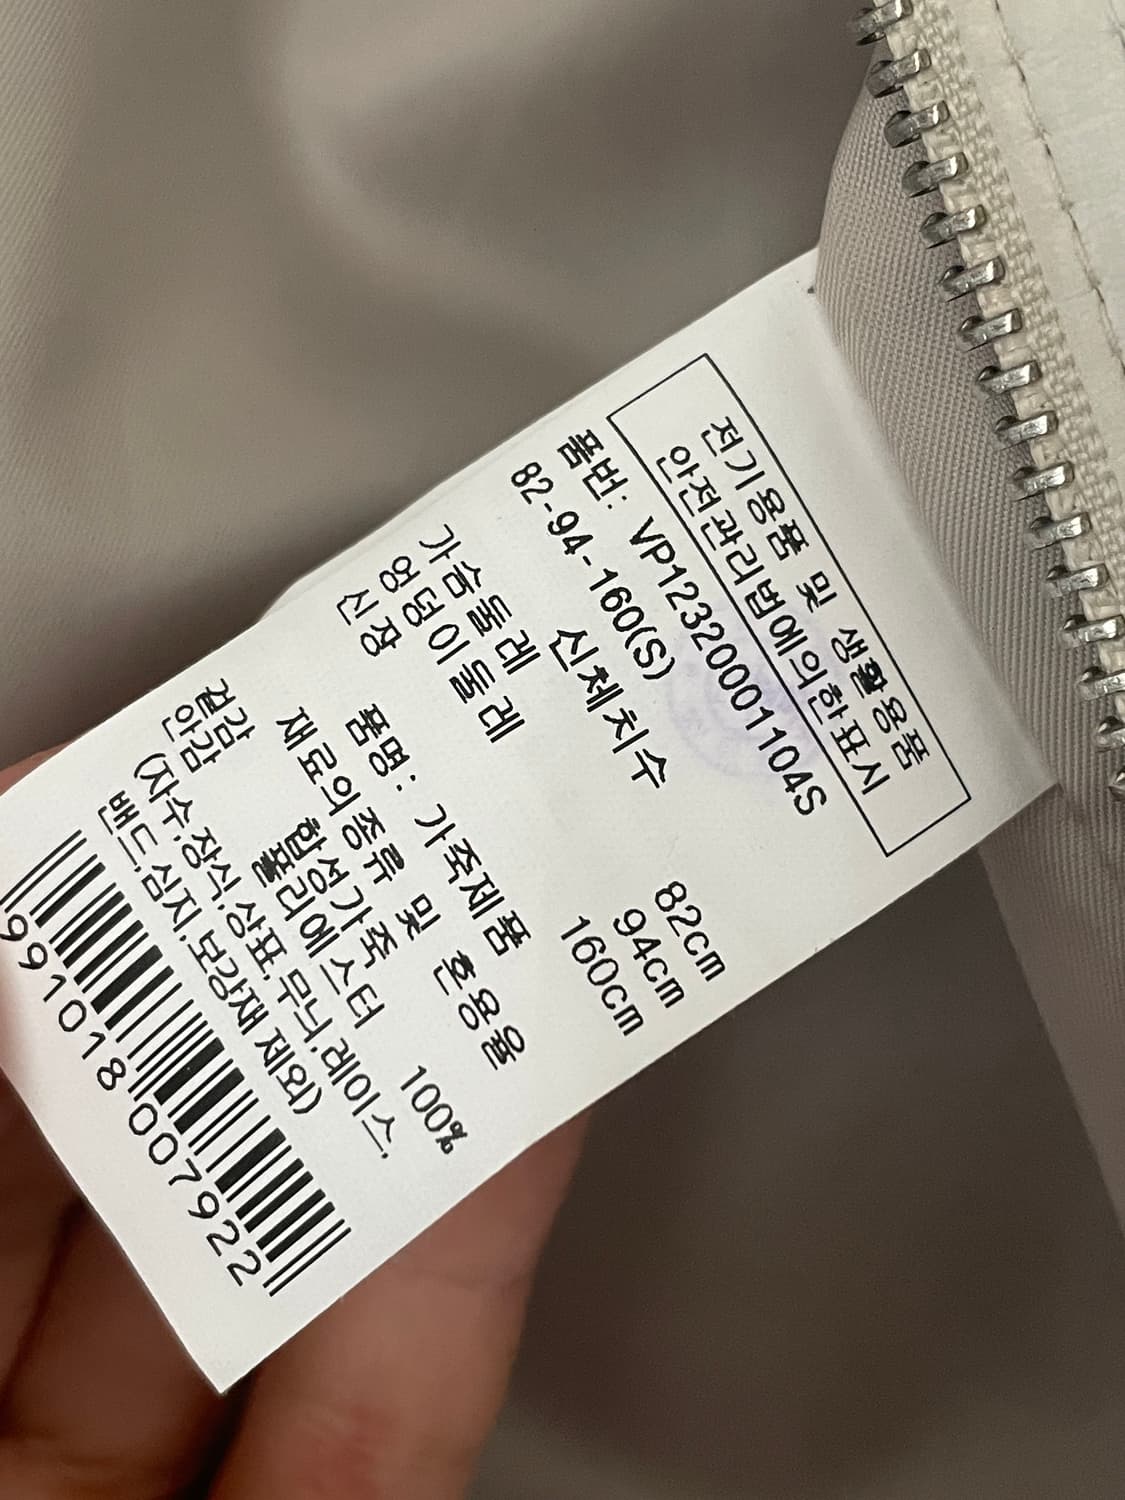 전기용품 및 생활용품
안전관리법에의한표시
품번: VP12320001104S
82-94-160(S)
신체치수
가슴둘레 82cm
엉덩이둘레 94cm
신장 160cm
품명: 가죽제품
재료의종류 및 혼용율
겉감 합성가죽
안감 폴리에스터 100%
(자수,장식,상표,무늬,레이스,
밴드,심지,보강재 제외)
991018007922